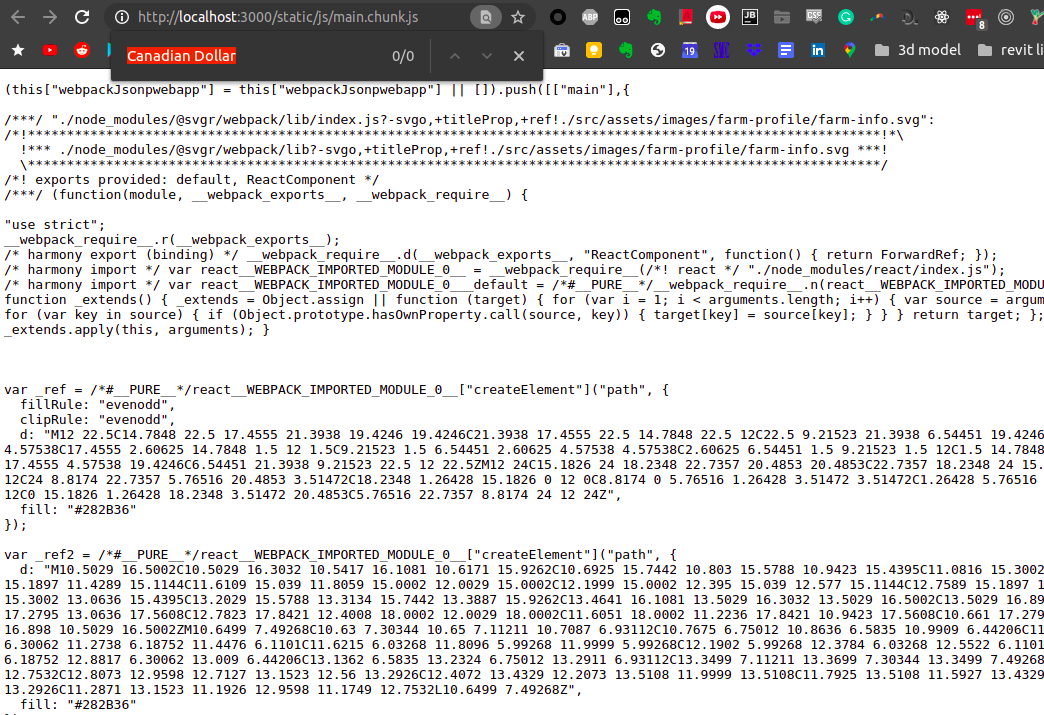 http://localhost:3000/static/js/main.chunk.js
ABP
JB
CSS
8
Canadian Dollar 0/0
19
3d model
revit li
(this["webpackJsonpwebapp"] = this["webpackJsonpwebapp"] || []).push([["main"],{
/***/ "./node_modules/@svgr/webpack/lib/index.js?-svgo,+titleProp,+ref!./src/assets/images/farm-profile/farm-info.svg":
/*!*************************************************************************************************************!*\
!*** ./node_modules/@svgr/webpack/lib?-svgo,+titleProp,+ref!./src/assets/images/farm-profile/farm-info.svg ***!
\*************************************************************************************************************/
/*! exports provided: default, ReactComponent */
/***/ (function(module, __webpack_exports__, __webpack_require__) {
"use strict";
__webpack_require__.r(__webpack_exports__);
/* harmony export (binding) */ __webpack_require__.d(__webpack_exports__, "ReactComponent", function() { return ForwardRef; });
/* harmony import */ var react__WEBPACK_IMPORTED_MODULE_0__ = __webpack_require__(/*! react */ "./node_modules/react/index.js");
/* harmony import */ var react__WEBPACK_IMPORTED_MODULE_0___default = /*#__PURE__*/__webpack_require__.n(react__WEBPACK_IMPORTED_MODU
function _extends() { _extends = Object.assign || function (target) { for (var i = 1; i < arguments.length; i++) { var source = argum
for (var key in source) { if (Object.prototype.hasOwnProperty.call(source, key)) { target[key] = source[key]; } } } return target; };
_extends.apply(this, arguments); }
var _ref = /*#__PURE__*/react__WEBPACK_IMPORTED_MODULE_0__["createElement"]("path", {
fillRule: "evenodd",
clipRule: "evenodd",
d: "M12 22.5C14.7848 22.5 17.4555 21.3938 19.4246 19.4246C21.3938 17.4555 22.5 14.7848 22.5 12C22.5 9.21523 21.3938 6.54451 19.4246
4.57538C17.4555 2.60625 14.7848 1.5 12 1.5C9.21523 1.5 6.54451 2.60625 4.57538 4.57538C2.60625 6.54451 1.5 9.21523 1.5 12C1.5 14.7848
17.4555 4.57538 19.4246C6.54451 21.3938 9.21523 22.5 12 22.5ZM12 24C15.1826 24 18.2348 22.7357 20.4853 20.4853C22.7357 18.2348 24 15.
12C24 8.8174 22.7357 5.76516 20.4853 3.51472C18.2348 1.26428 15.1826 0 12 0C8.8174 0 5.76516 1.26428 3.51472 3.51472C1.26428 5.76516
12C0 15.1826 1.26428 18.2348 3.51472 20.4853C5.76516 22.7357 8.8174 24 12 24Z",
fill: "#282B36"
});
var _ref2 = /*#__PURE__*/react__WEBPACK_IMPORTED_MODULE_0__["createElement"]("path", {
d: "M10.5029 16.5002C10.5029 16.3032 10.5417 16.1081 10.6171 15.9262C10.6925 15.7442 10.803 15.5788 10.9423 15.4395C11.0816 15.3002
15.1897 11.4289 15.1144C11.6109 15.039 11.8059 15.0002 12.0029 15.0002C12.1999 15.0002 12.395 15.039 12.577 15.1144C12.7589 15.1897 1
15.3002 13.0636 15.4395C13.2029 15.5788 13.3134 15.7442 13.3887 15.9262C13.4641 16.1081 13.5029 16.3032 13.5029 16.5002C13.5029 16.89
17.2795 13.0636 17.5608C12.7823 17.8421 12.4008 18.0002 12.0029 18.0002C11.6051 18.0002 11.2236 17.8421 10.9423 17.5608C10.661 17.279
16.898 10.5029 16.5002ZM10.6499 7.49268C10.63 7.30344 10.65 7.11211 10.7087 6.93112C10.7675 6.75012 10.8636 6.5835 10.9909 6.44206C11
6.30062 11.2738 6.18752 11.4476 6.1101C11.6215 6.03268 11.8096 5.99268 11.9999 5.99268C12.1902 5.99268 12.3784 6.03268 12.5522 6.1101
6.18752 12.8817 6.30062 13.009 6.44206C13.1362 6.5835 13.2324 6.75012 13.2911 6.93112C13.3499 7.11211 13.3699 7.30344 13.3499 7.49268
12.7532C12.8073 12.9598 12.7127 13.1523 12.56 13.2926C12.4072 13.4329 12.2073 13.5108 11.9999 13.5108C11.7925 13.5108 11.5927 13.4329
13.2926C11.2871 13.1523 11.1926 12.9598 11.1749 12.7532L10.6499 7.49268Z",
fill: "#282B36"